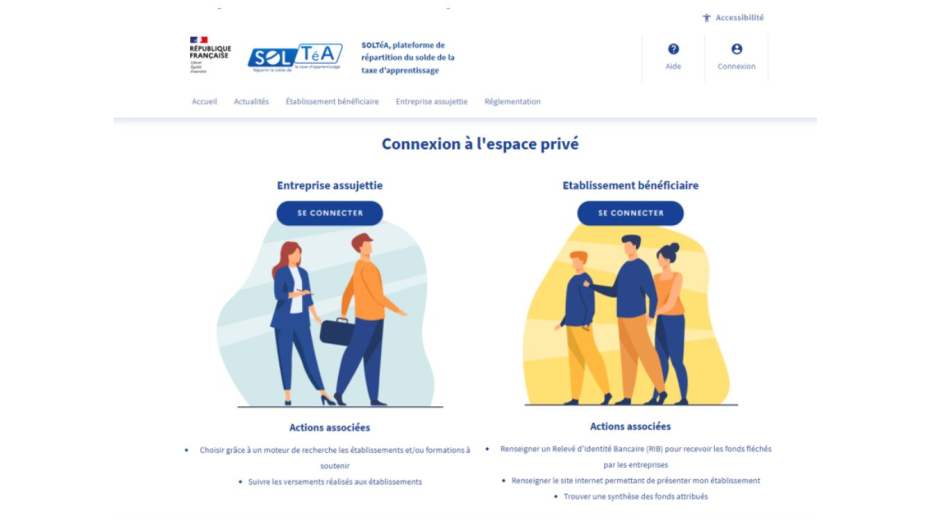 Accessibilité
RÉPUBLIQUE
FRANÇAISE
Liberté
Égalité
Fraternité
SOLTéA
Répartir le solde de la taxe d'apprentissage
SOLTéA, plateforme de
répartition du solde de la
taxe d'apprentissage
Aide
Connexion
Accueil
Actualités
Établissement bénéficiaire
Entreprise assujettie
Réglementation
Connexion à l'espace privé
Entreprise assujettie
SE CONNECTER
Actions associées
• Choisir grâce à un moteur de recherche les établissements et/ou formations à
soutenir
• Suivre les versements réalisés aux établissements
Etablissement bénéficiaire
SE CONNECTER
Actions associées
• Renseigner un Relevé d'Identité Bancaire (RIB) pour recevoir les fonds fléchés
par les entreprises
• Renseigner le site internet permettant de présenter mon établissement
• Trouver une synthèse des fonds attribués